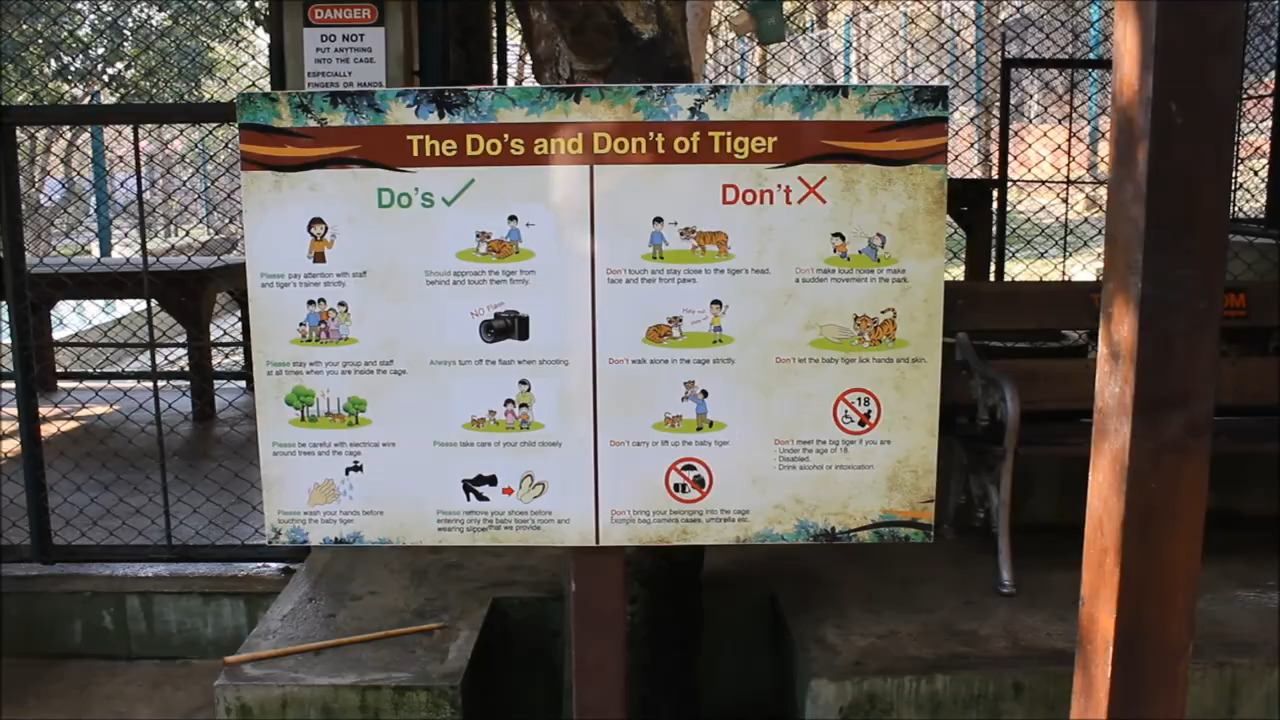 DANGER
DO NOT
PUT ANYTHING
INTO THE CAGE.
ESPECIALLY
FINGERS OR HANDS
The Do's and Don't of Tiger
Do's
Please pay attention with staff
and tiger's trainer strictly.
Should approach the tiger from
behind and touch them firmly.
Please stay with your group and staff
at all times when you are inside the cage.
NO Flash
Always turn off the flash when shooting.
Please be careful with electrical wire
around trees and the cage.
Please take care of your child closely
Please wash your hands before
touching the baby tiger.
Please remove your shoes before
entering only the baby tiger's room and
wearing slipper that we provide.
Don't
Don't touch and stay close to the tiger's head,
face and their front paws.
Don't make loud noise or make
a sudden movement in the park.
Don't walk alone in the cage strictly.
Don't let the baby tiger lick hands and skin.
Don't carry or lift up the baby tiger.
-18
Don't meet the big tiger if you are
- Under the age of 18.
- Disabled.
- Drink alcohol or intoxication.
Don't bring your belonging into the cage
Example bag,camera cases, umbrella etc.